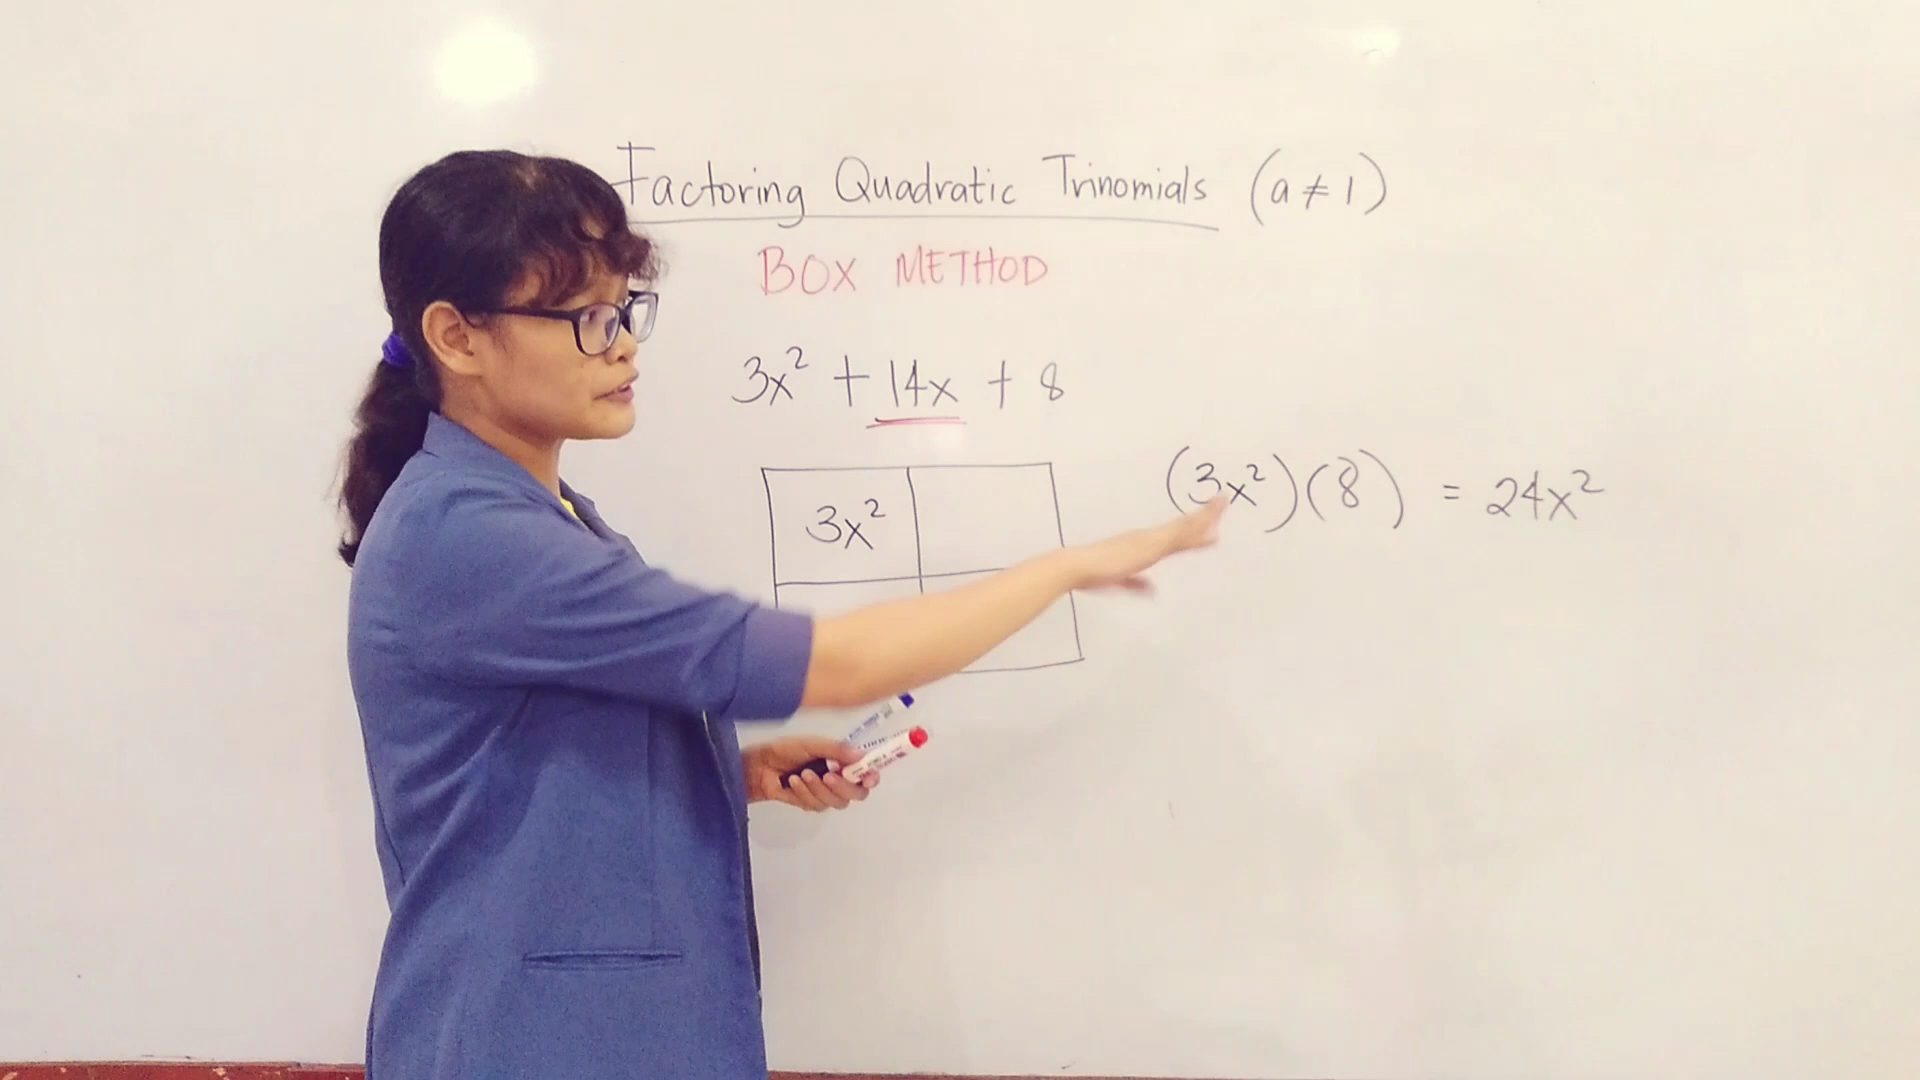 Factoring Quadratic Trinomials (a ≠ 1)
BOX METHOD
3x² + 14x + 8
3x²
(3x²)(8) = 24x²